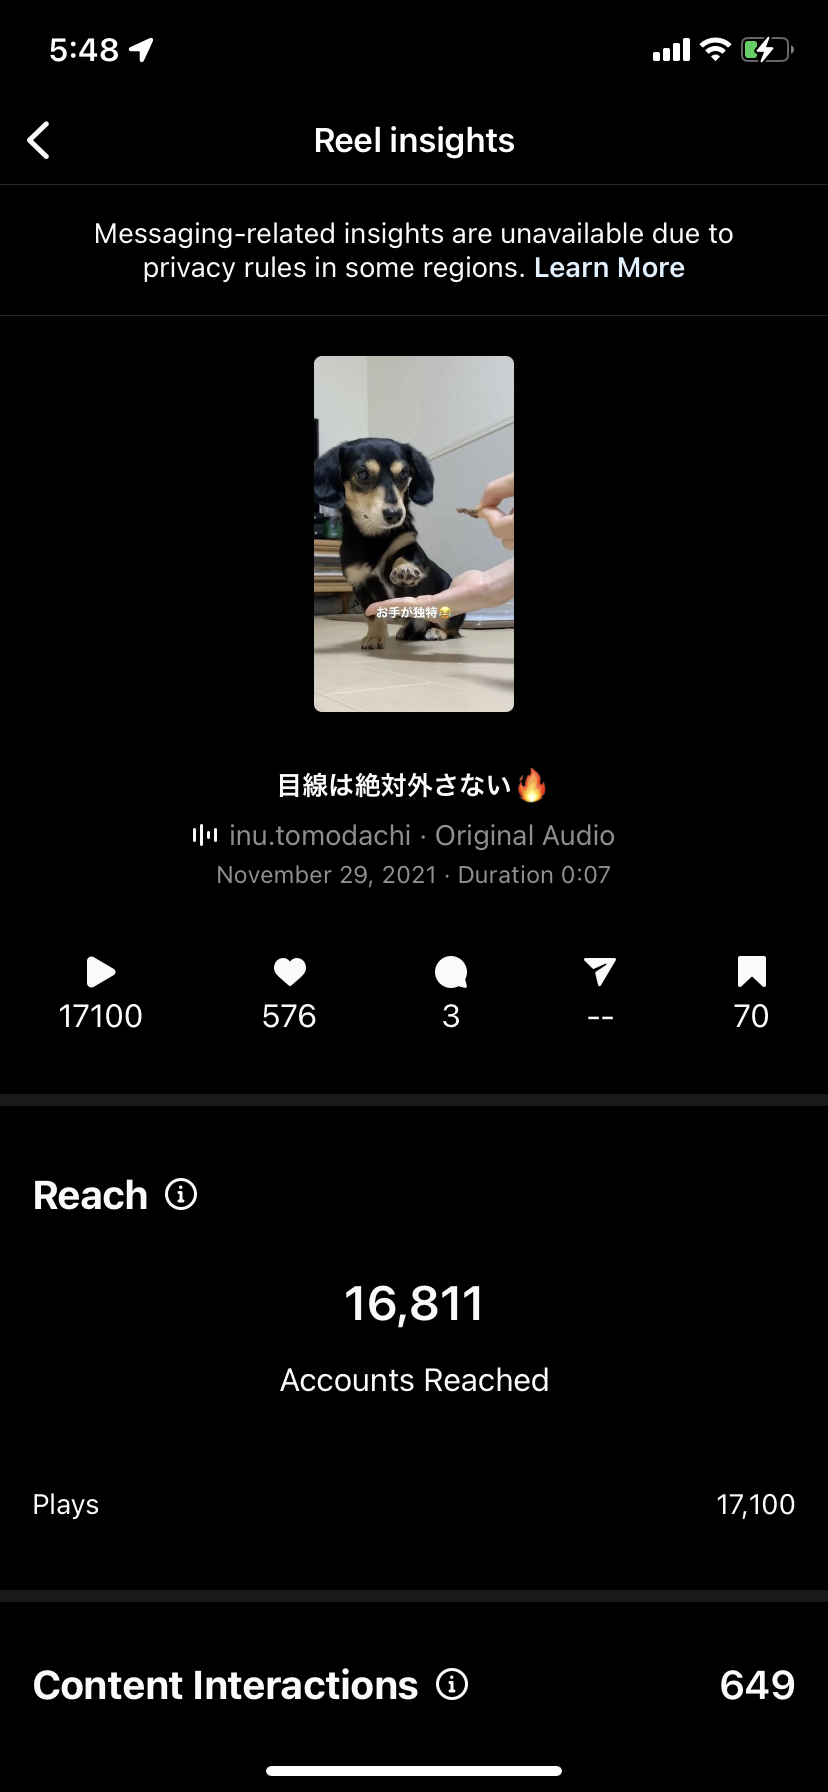 5:48
Reel insights
Messaging-related insights are unavailable due to
privacy rules in some regions. Learn More
お手が独特😂
目線は絶対外さない🔥
inu.tomodachi · Original Audio
November 29, 2021 · Duration 0:07
17100 576 3 -- 70
Reach
16,811
Accounts Reached
Plays 17,100
Content Interactions 649